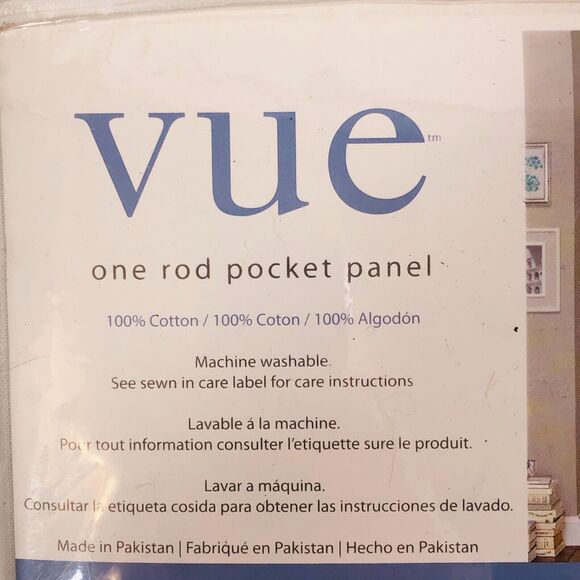 vue™
one rod pocket panel
100% Cotton / 100% Coton / 100% Algodón
Machine washable.
See sewn in care label for care instructions
Lavable á la machine.
Pour tout information consulter l'etiquette sure le produit.
Lavar a máquina.
Consultar la etiqueta cosida para obtener las instrucciones de lavado.
Made in Pakistan | Fabriqué en Pakistan | Hecho en Pakistan